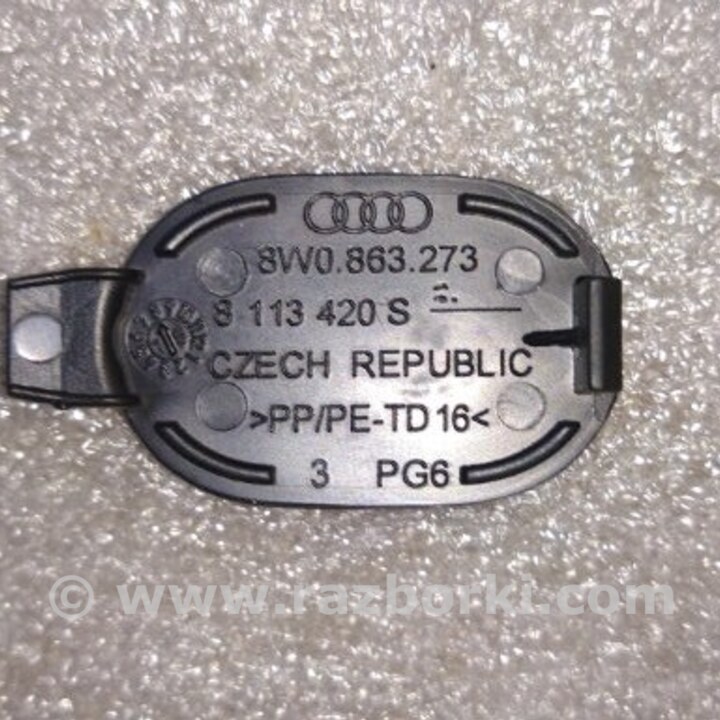 8W0.863.273
8 113 420 S
CZECH REPUBLIC
>PP/PE-TD16<
3 PG6
© www.razborki.com